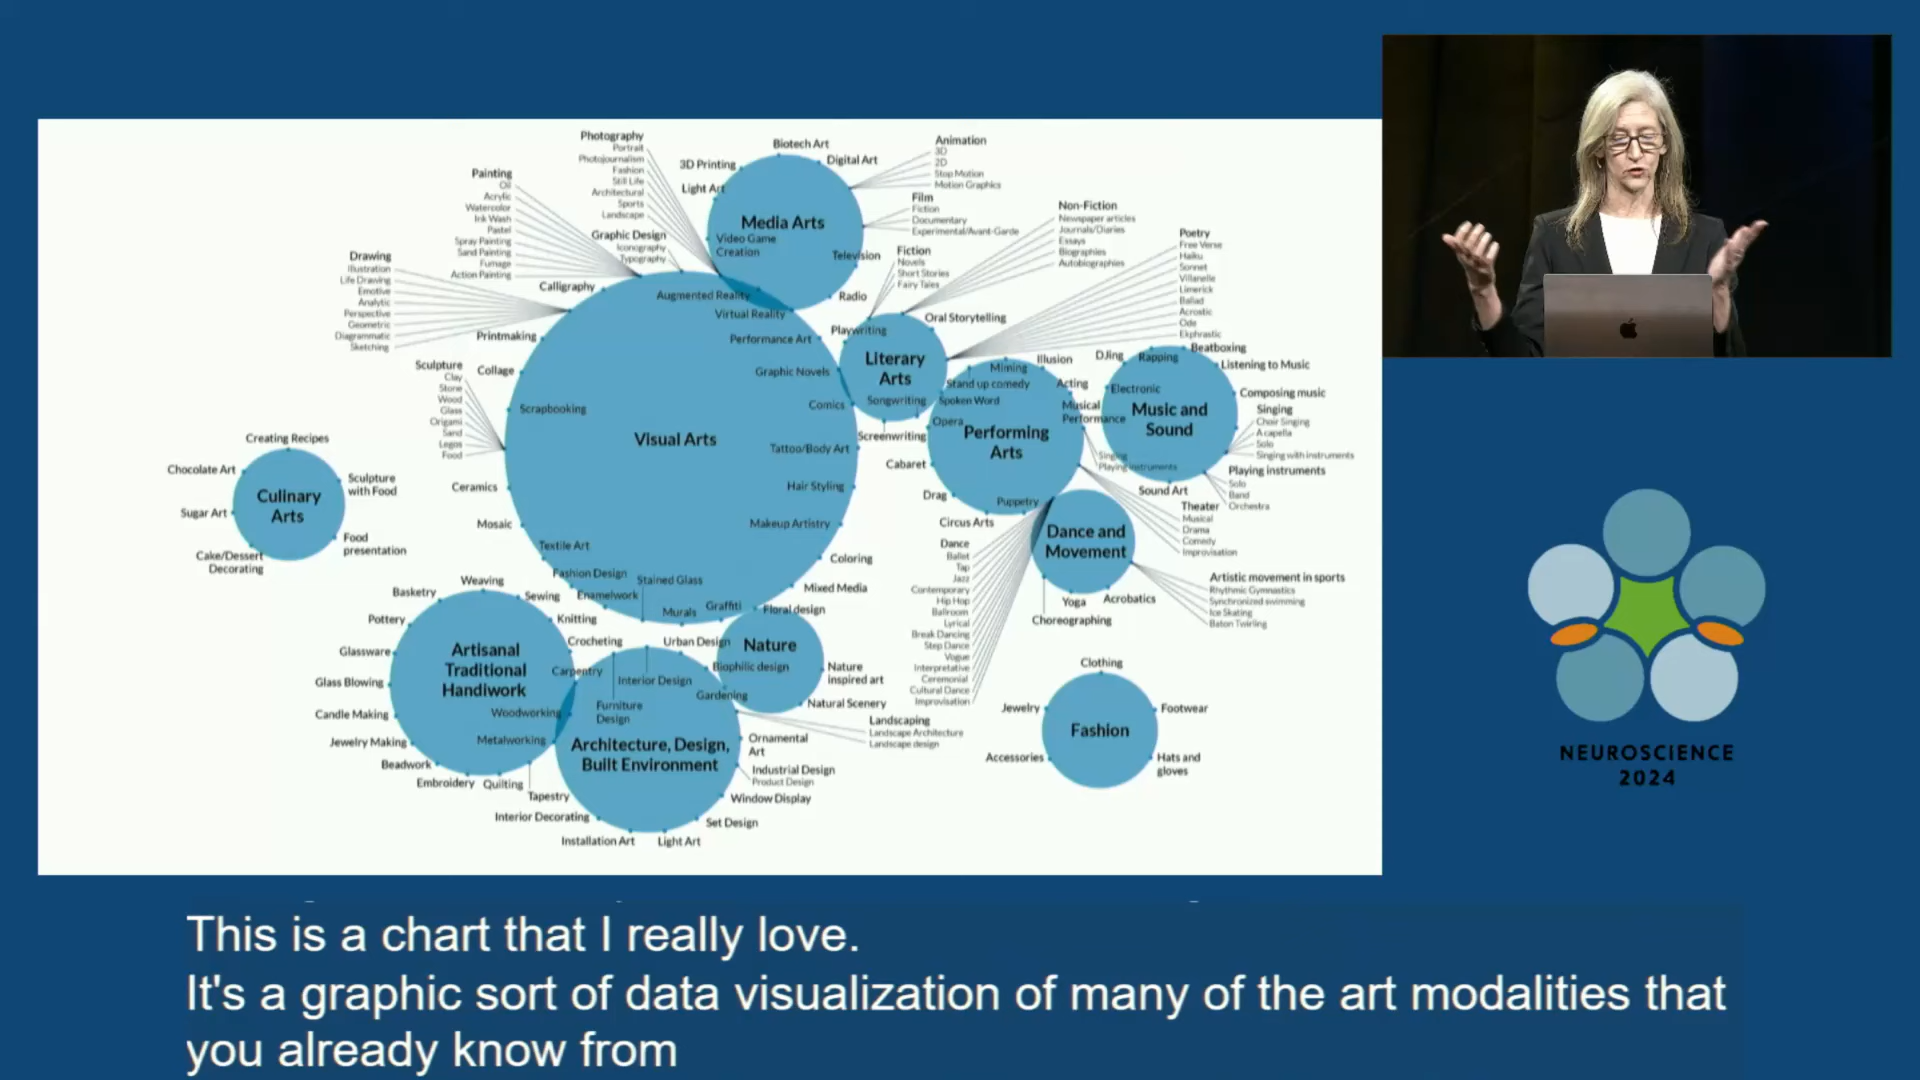 Photography
Portrait
Photojournalism
Fashion
Still Life
Architectural
Sports
Landscape
Graphic Design
Iconography
Typography
Painting
Oil
Acrylic
Watercolor
Ink Wash
Pastel
Spray Painting
Sand Painting
Fumage
Action Painting
Calligraphy
Drawing
Illustration
Life Drawing
Emotive
Analytic
Perspective
Geometric
Diagrammatic
Sketching
Printmaking
Sculpture
Clay
Stone
Wood
Glass
Origami
Sand
Legos
Food
Collage
Scrapbooking
Ceramics
Mosaic
Textile Art
Fashion Design
Stained Glass
Enamelwork
Murals
Graffiti
Floral design
Mixed Media
Coloring
Makeup Artistry
Hair Styling
Tattoo/Body Art
Comics
Graphic Novels
Performance Art
Virtual Reality
Augmented Reality
Visual Arts
Biotech Art
3D Printing
Light Art
Digital Art
Media Arts
Video Game
Creation
Television
Radio
Animation
3D
2D
Stop Motion
Motion Graphics
Film
Fiction
Documentary
Experimental/Avant-Garde
Fiction
Novels
Short Stories
Fairy Tales
Non-Fiction
Newspaper articles
Journals/Diaries
Essays
Biographies
Autobiographies
Poetry
Free Verse
Haiku
Sonnet
Villanelle
Limerick
Ballad
Acrostic
Ode
Ekphrastic
Playwriting
Oral Storytelling
Literary
Arts
Songwriting
Screenwriting
Spoken Word
Stand up comedy
Miming
Illusion
Acting
Musical
Performance
Opera
Performing
Arts
Cabaret
Drag
Circus Arts
Puppetry
Singing
Playing instruments
DJing
Rapping
Beatboxing
Listening to Music
Electronic
Music and
Sound
Composing music
Singing
Choir Singing
A capella
Solo
Singing with instruments
Playing instruments
Solo
Band
Orchestra
Sound Art
Theater
Musical
Drama
Comedy
Improvisation
Dance and
Movement
Dance
Ballet
Tap
Jazz
Contemporary
Hip Hop
Ballroom
Lyrical
Break Dancing
Step Dance
Vogue
Interpretative
Ceremonial
Cultural Dance
Improvisation
Yoga
Acrobatics
Choreographing
Artistic movement in sports
Rhythmic Gymnastics
Synchronized swimming
Ice Skating
Baton Twirling
Creating Recipes
Chocolate Art
Sculpture
with Food
Culinary
Arts
Sugar Art
Food
presentation
Cake/Dessert
Decorating
Weaving
Basketry
Sewing
Pottery
Knitting
Glassware
Crocheting
Artisanal
Traditional
Handiwork
Carpentry
Glass Blowing
Woodworking
Candle Making
Metalworking
Jewelry Making
Beadwork
Embroidery
Quilting
Tapestry
Urban Design
Interior Design
Furniture
Design
Architecture, Design,
Built Environment
Nature
Biophilic design
Gardening
Nature
inspired art
Natural Scenery
Landscaping
Landscape Architecture
Landscape design
Ornamental
Art
Industrial Design
Product Design
Window Display
Set Design
Light Art
Installation Art
Interior Decorating
Clothing
Jewelry
Footwear
Fashion
Accessories
Hats and
gloves
NEUROSCIENCE
2024
This is a chart that I really love.
It's a graphic sort of data visualization of many of the art modalities that
you already know from